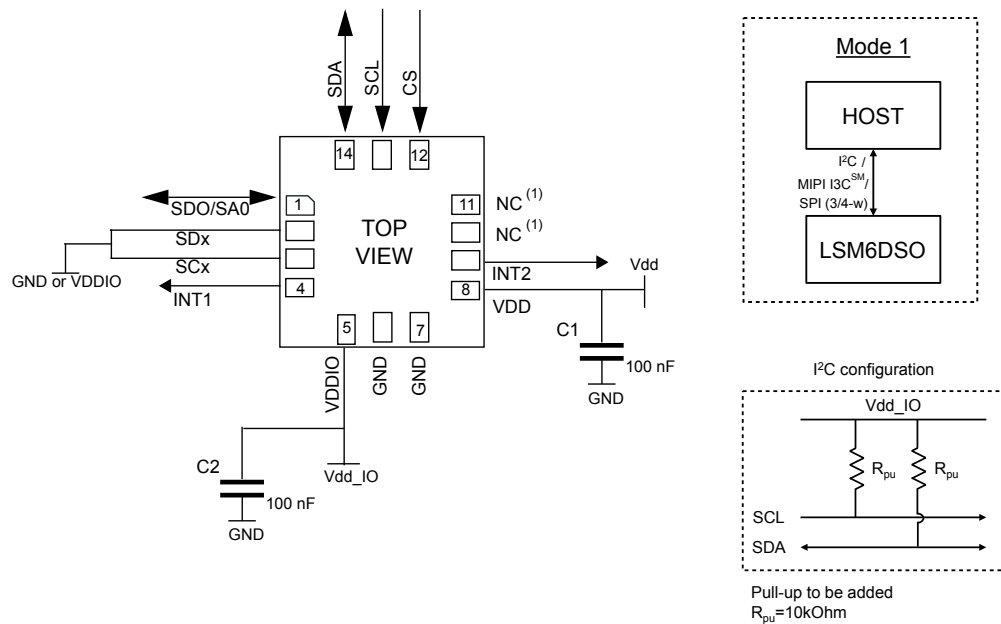 SDA
SCL
CS
14
12
SDO/SA0
1
TOP
VIEW
11
NC (1)
NC (1)
SDx
SCx
GND or VDDIO
INT1
4
INT2
8
VDD
Vdd
5
7
VDDIO
GND
GND
C1
100 nF
GND
C2
100 nF
GND
Vdd_IO
Mode 1
HOST
I²C /
MIPI I3C^SM/
SPI (3/4-w)
LSM6DSO
I²C configuration
Vdd_IO
Rpu
Rpu
SCL
SDA
Pull-up to be added
Rpu=10kOhm